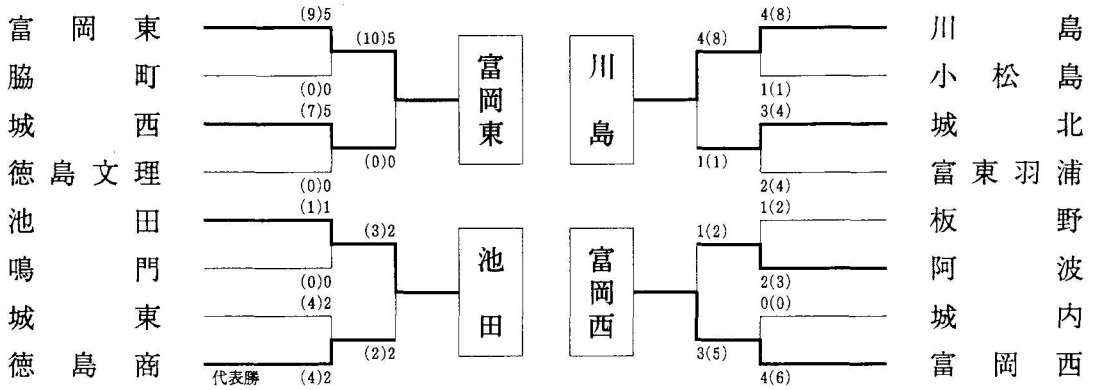 富岡東 (9)5
(10)5
脇町 (0)0
城西 (7)5
(0)0
徳島文理 (0)0
富岡東
池田 (1)1
(3)2
鳴門 (0)0
城東 (4)2
(2)2
徳島商 代表勝 (4)2
池田
4(8) 川島
4(8)
1(1) 小松島
3(4) 城北
1(1)
2(4) 富東羽浦
川島
1(2) 板野
1(2)
2(3) 阿波
0(0) 城内
3(5)
4(6) 富岡西
富岡西